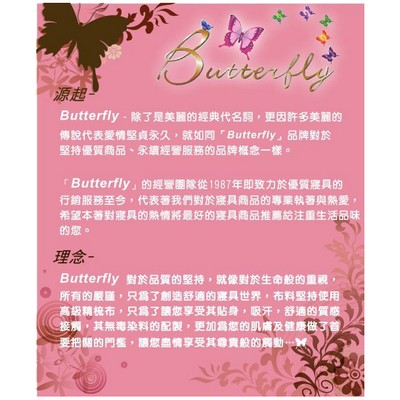 Butterfly
源起-
Butterfly - 除了是美麗的經典代名詞，更因許多美麗的
傳說代表愛情堅貞永久，就如同「Butterfly」品牌對於
堅持優質商品、永續經營服務的品牌概念一樣。
「Butterfly」的經營團隊從1987年即致力於優質寢具的
行銷服務至今，代表著我們對於寢具商品的專業執著與熱愛，
希望本著對寢具的熱情將最好的寢具商品推薦給注重生活品味
的您。
理念-
Butterfly 對於品質的堅持，就像對於生命般的重視，
所有的嚴謹，只為了創造舒適的寢具世界，布料堅持使用
高級精梳布，只為了讓您享受其貼身，吸汗，舒適的質感
接觸，其無毒染料的配製，更加為您的肌膚及健康做了首
要把關的門檻，讓您盡情享受其尊貴般的觸動…